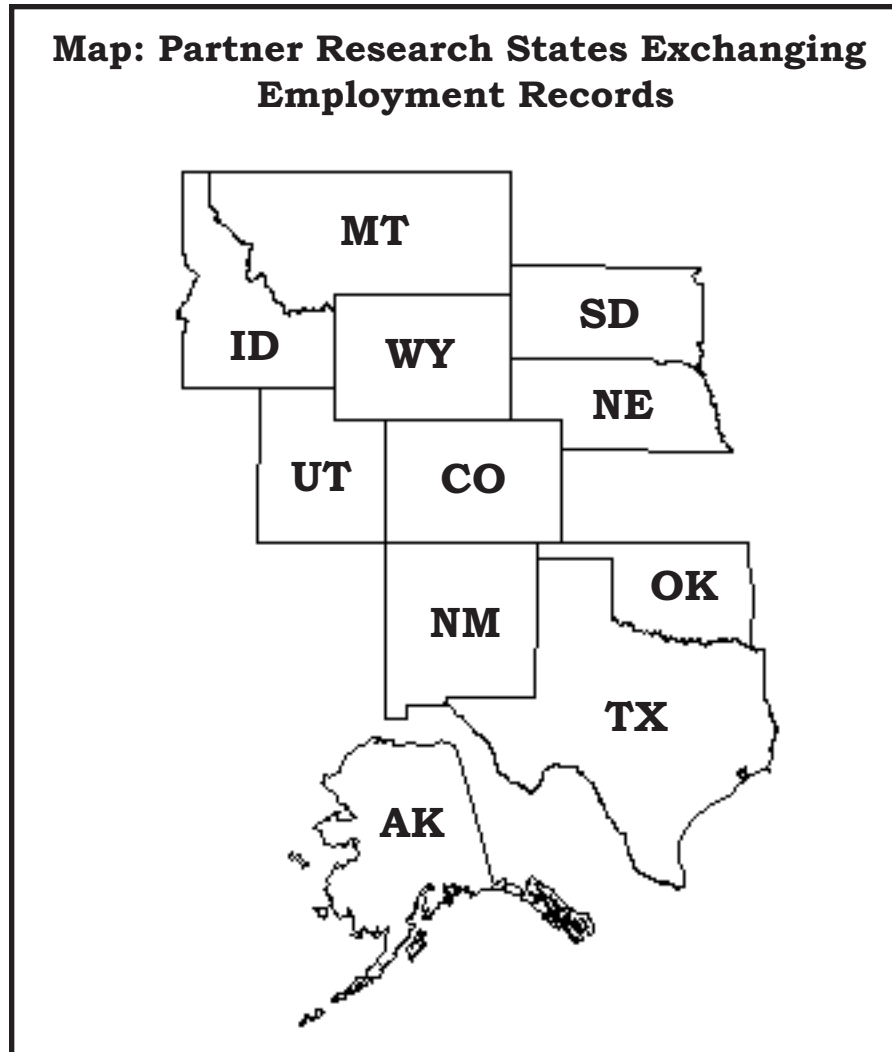 Map: Partner Research States Exchanging
Employment Records
MT
SD
ID
WY
NE
UT
CO
OK
NM
TX
AK